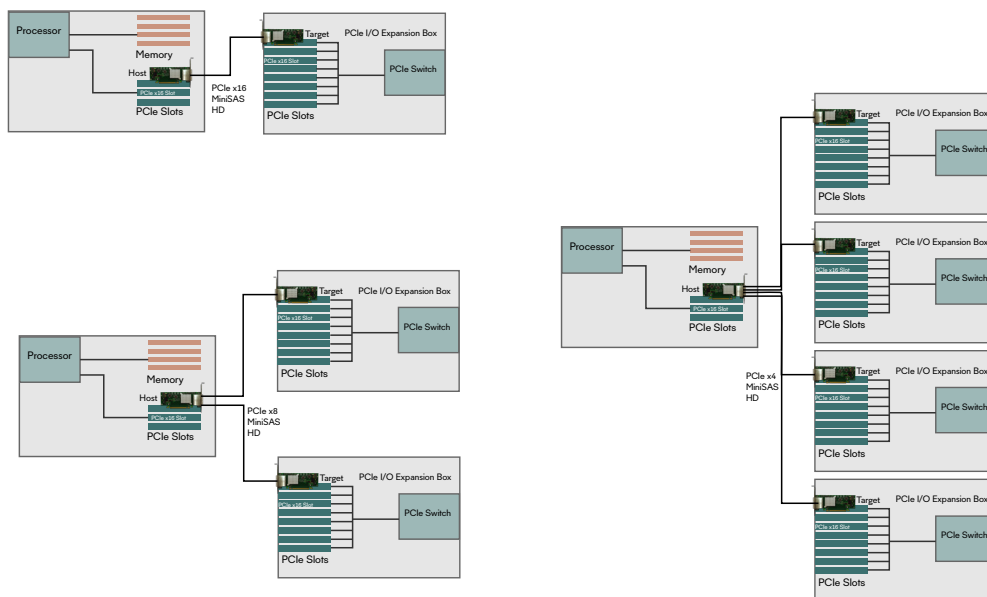 Processor
Memory
Host
PCIe x16 Slot
PCIe Slots
PCIe x16
MiniSAS
HD
Target
PCIe I/O Expansion Box
PCIe x16 Slot
PCIe Switch
PCIe Slots
Processor
Memory
Host
PCIe x16 Slot
PCIe Slots
PCIe x8
MiniSAS
HD
Target
PCIe I/O Expansion Box
PCIe x16 Slot
PCIe Switch
PCIe Slots
Target
PCIe I/O Expansion Box
PCIe x16 Slot
PCIe Switch
PCIe Slots
Processor
Memory
Host
PCIe x16 Slot
PCIe Slots
PCIe x4
MiniSAS
HD
Target
PCIe I/O Expansion Box
PCIe x16 Slot
PCIe Switch
PCIe Slots
Target
PCIe I/O Expansion Box
PCIe x16 Slot
PCIe Switch
PCIe Slots
Target
PCIe I/O Expansion Box
PCIe x16 Slot
PCIe Switch
PCIe Slots
Target
PCIe I/O Expansion Box
PCIe x16 Slot
PCIe Switch
PCIe Slots